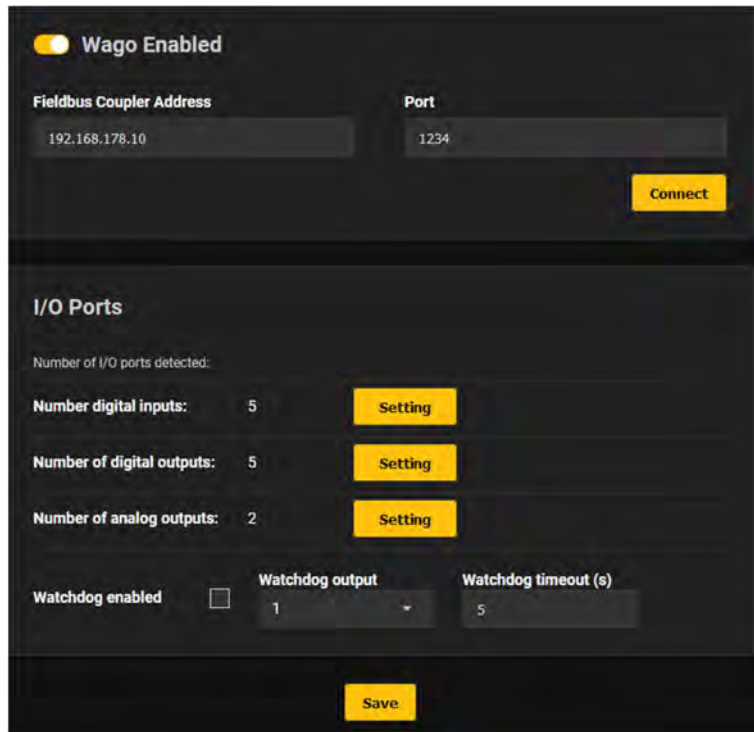 Wago Enabled
Fieldbus Coupler Address Port
192.168.178.10 1234
Connect
I/O Ports
Number of I/O ports detected:
Number digital inputs: 5 Setting
Number of digital outputs: 5 Setting
Number of analog outputs: 2 Setting
Watchdog output Watchdog timeout (s)
Watchdog enabled 1 5
Save